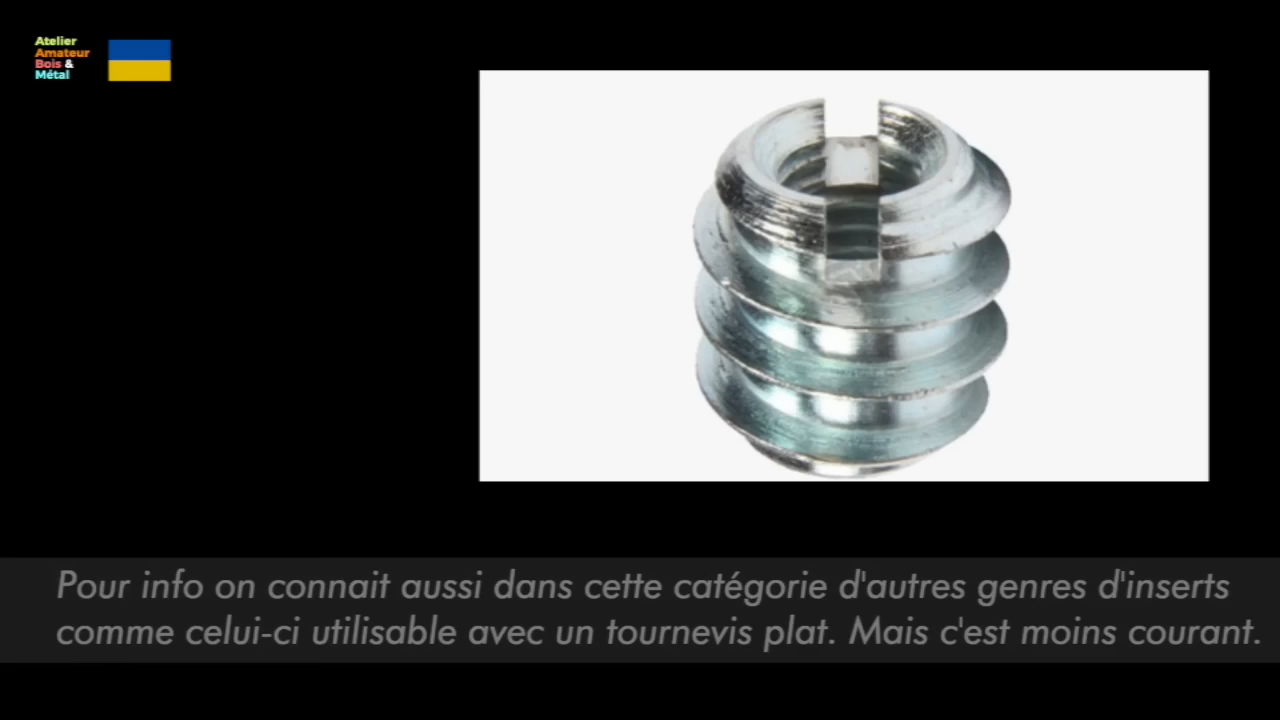 Atelier
Amateur
Bois &
Métal
Pour info on connait aussi dans cette catégorie d'autres genres d'inserts
comme celui-ci utilisable avec un tournevis plat. Mais c'est moins courant.